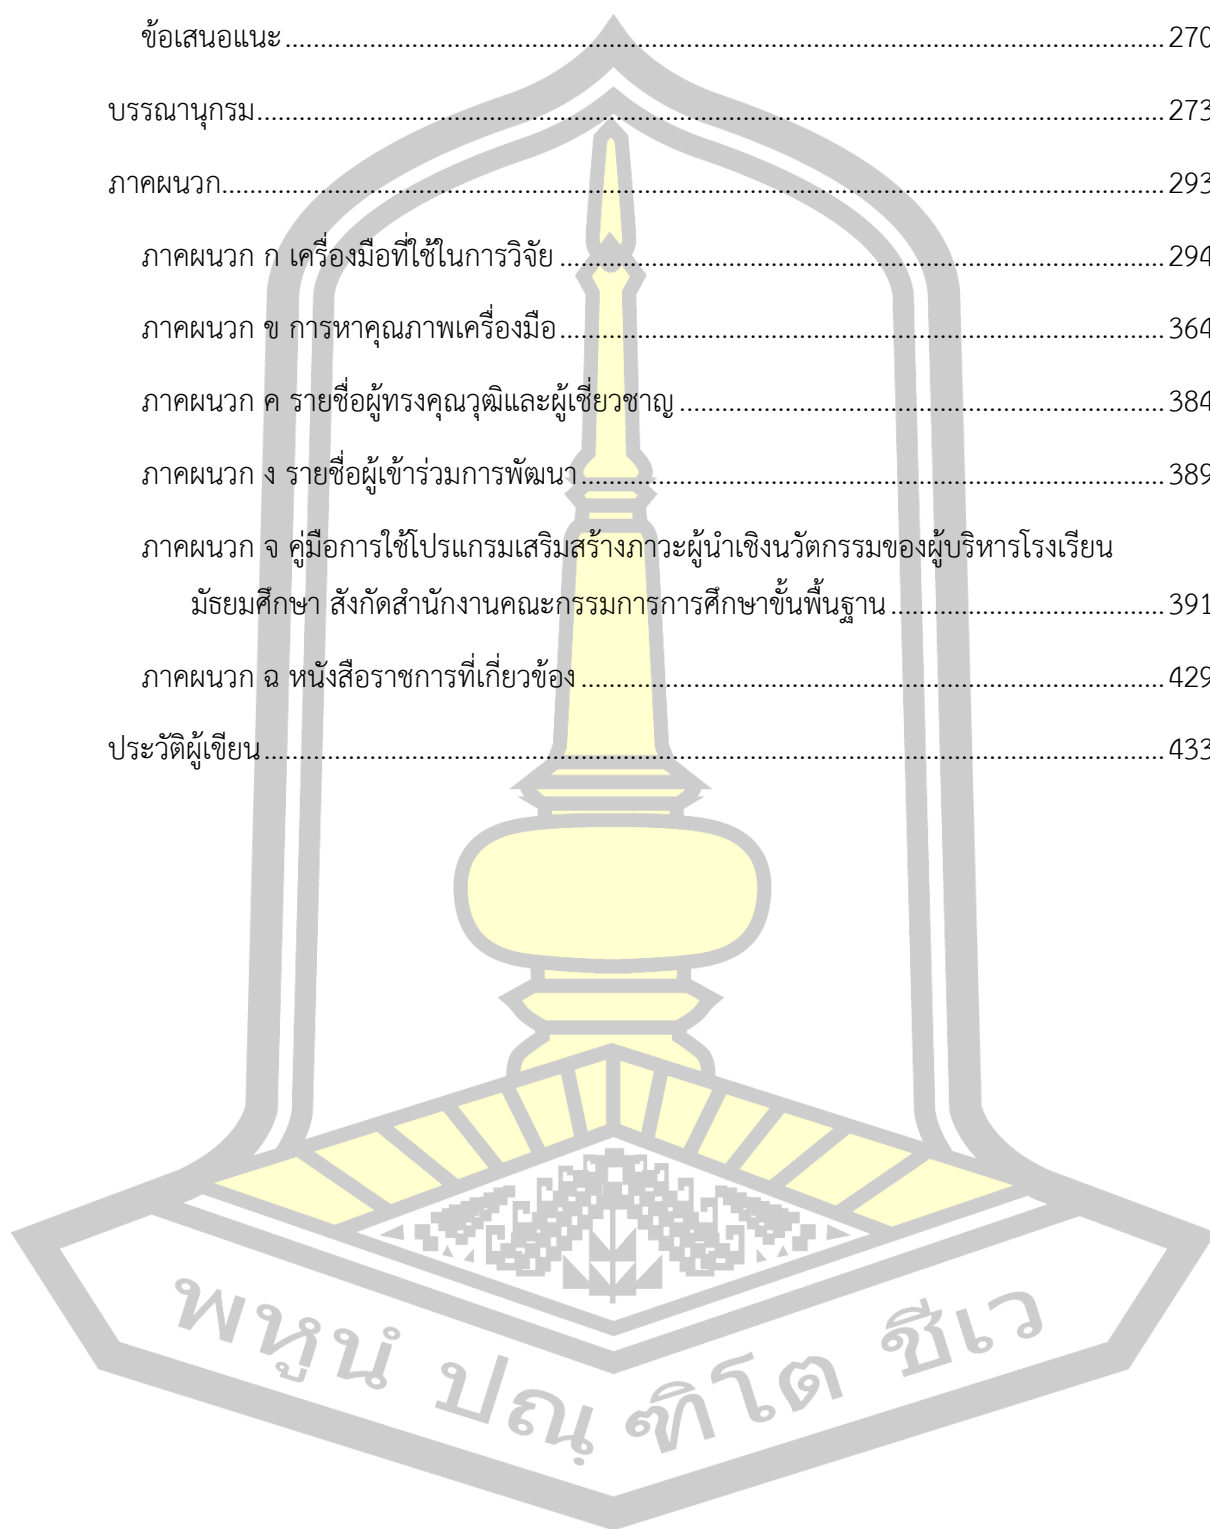 ข้อเสนอแนะ ........................................................................................................ 270
บรรณานุกรม ........................................................................................................ 273
ภาคผนวก ........................................................................................................ 293
ภาคผนวก ก เครื่องมือที่ใช้ในการวิจัย ........................................................................ 294
ภาคผนวก ข การหาคุณภาพเครื่องมือ ........................................................................ 364
ภาคผนวก ค รายชื่อผู้ทรงคุณวุฒิและผู้เชี่ยวชาญ ............................................................ 384
ภาคผนวก ง รายชื่อผู้เข้าร่วมการพัฒนา ...................................................................... 389
ภาคผนวก จ คู่มือการใช้โปรแกรมเสริมสร้างภาวะผู้นำเชิงนวัตกรรมของผู้บริหารโรงเรียน
มัธยมศึกษา สังกัดสำนักงานคณะกรรมการการศึกษาขั้นพื้นฐาน ................................. 391
ภาคผนวก ฉ หนังสือราชการที่เกี่ยวข้อง ...................................................................... 429
ประวัติผู้เขียน ........................................................................................................ 433
พหูนํ ปณฺฑิโต ชีเว